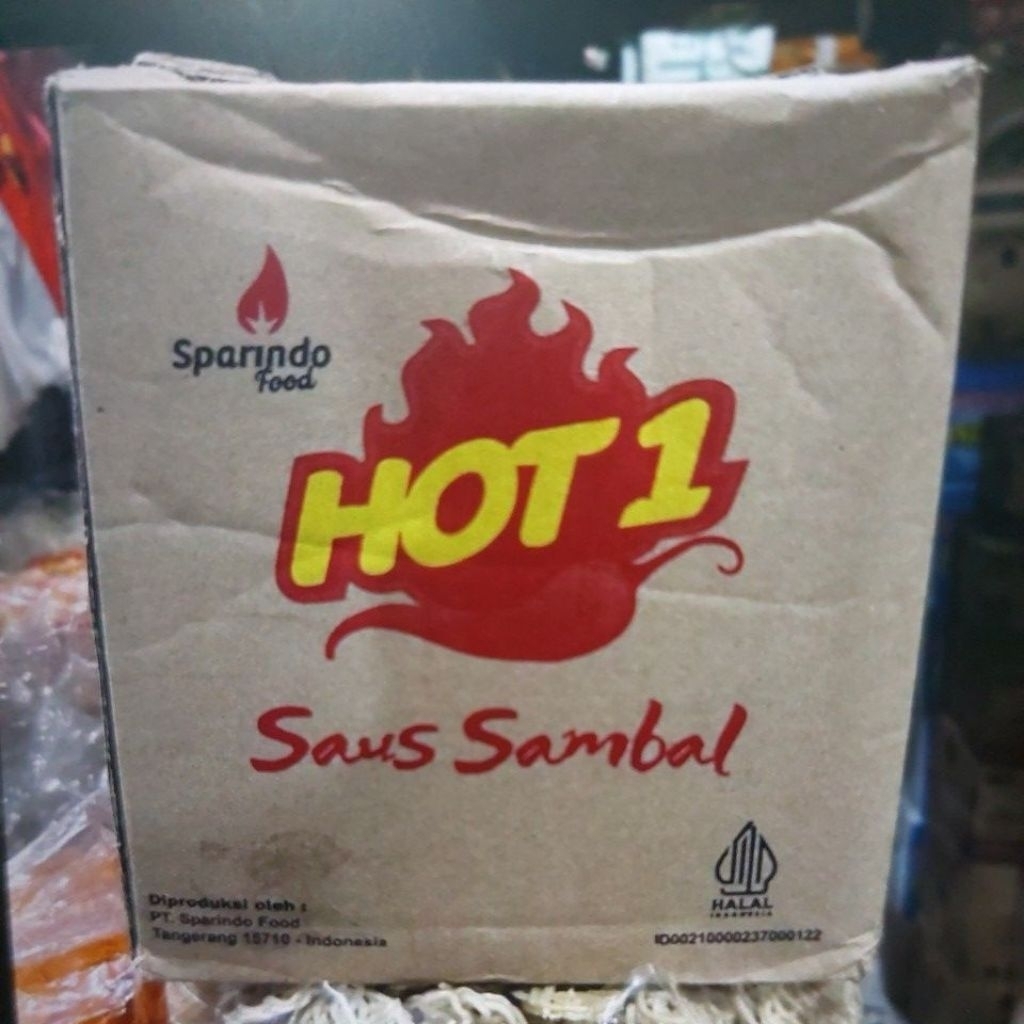 Sparindo
Food
HOT 1
Saus Sambal
Diproduksi oleh :
PT. Sparindo Food
Tangerang 15710 - Indonesia
HALAL
INDONESIA
ID00210000237000122